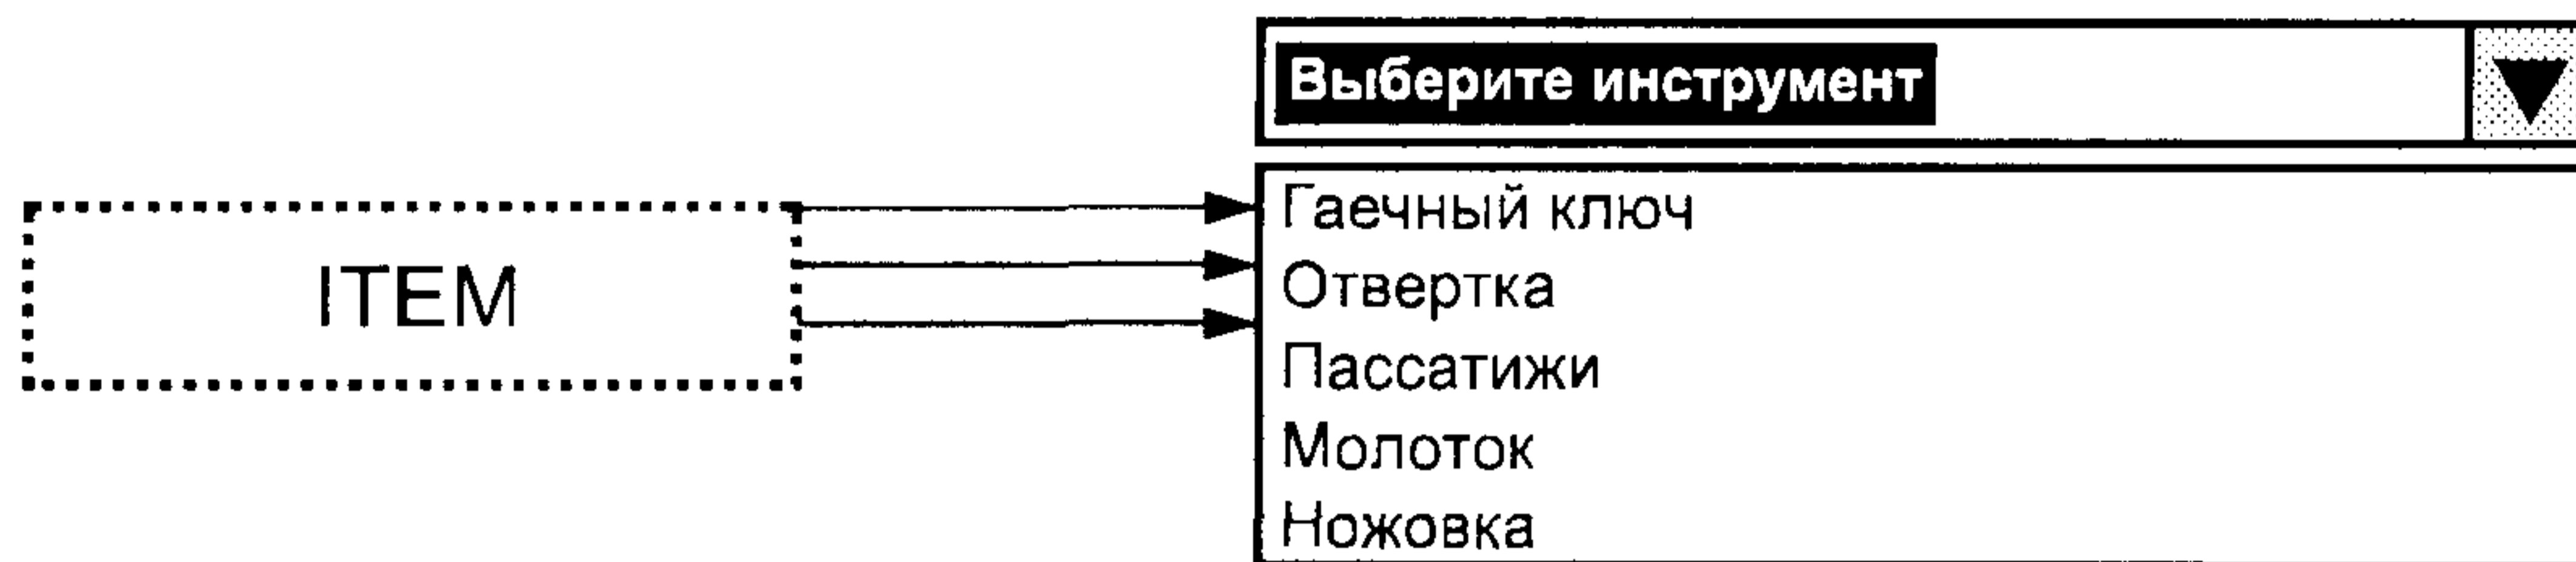 Выберите инструмент
ITEM
Гаечный ключ
Отвертка
Пассатижи
Молоток
Ножовка